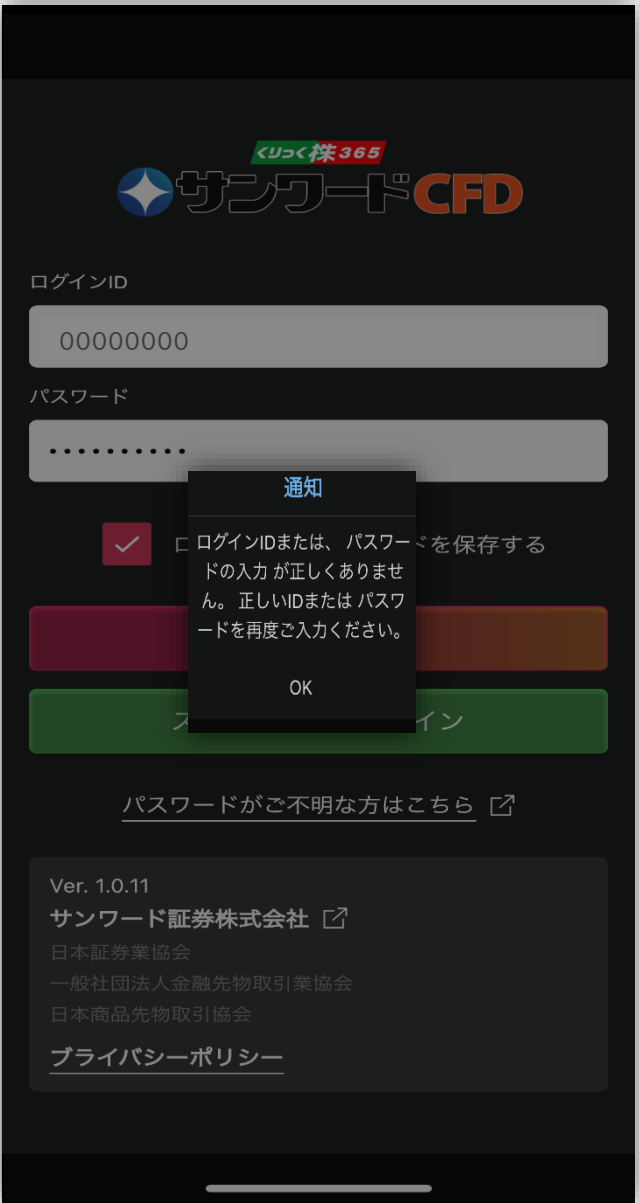 くりっく株365
サンワードCFD
ログインID
00000000
パスワード
通知
ログインIDまたは、 パスワー
ドの入力 が正しくありませ
ん。 正しいIDまたは パスワ
ードを再度ご入力ください。
OK
ドを保存する
イン
パスワードがご不明な方はこちら
Ver. 1.0.11
サンワード証券株式会社
日本証券業協会
一般社団法人金融先物取引業協会
日本商品先物取引協会
プライバシーポリシー